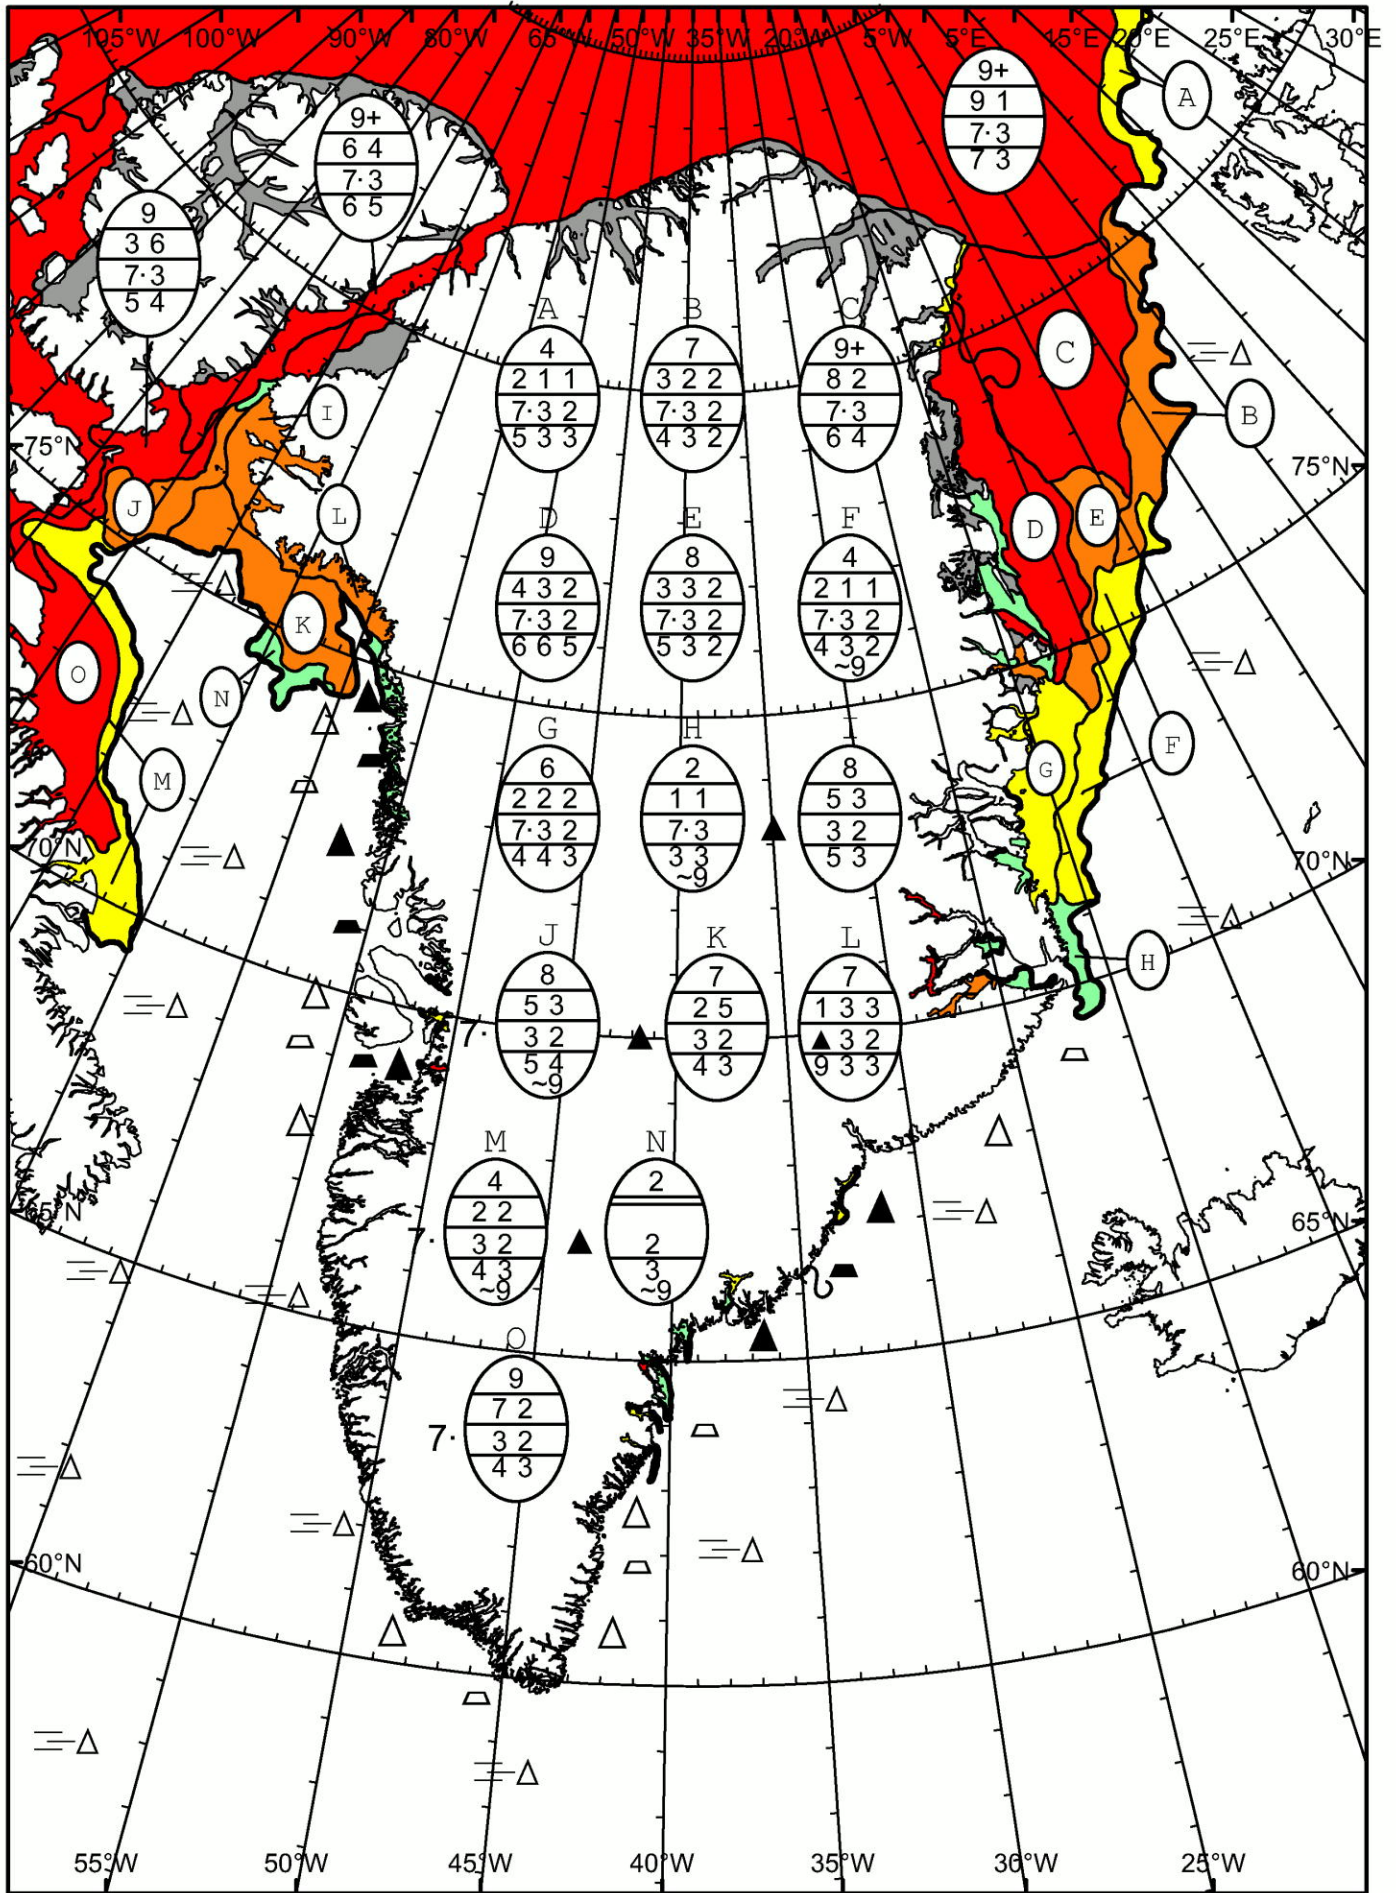 105°W 100°W 90°W 80°W 65°W 50°W 35°W 20°W 5°W 5°E 15°E 20°E 25°E 30°E
9+
9 1
7·3
7 3
A
9+
6 4
7·3
6 5
9
3 6
7·3
5 4
A B C
4 7 9+
2 1 1 3 2 2 8 2
7·3 2 7·3 2 7·3
5 3 3 4 3 2 6 4
C
B
I
75°N 75°N
J L
D E
D E F
9 8 4
4 3 2 3 3 2 2 1 1
7·3 2 7·3 2 7·3 2
6 6 5 5 3 2 4 3 2
~9
K
O
N
M
G
F
G H I
6 2 8
2 2 2 1 1 5 3
7·3 2 7·3 3 2
4 4 3 3 3 5 3
~9
70°N 70°N
H
J K L
8 7 7
5 3 2 5 1 3 3
7· 3 2 ▲ 3 2 ▲ 3 2
5 4 4 3 9 3 3
~9
M N
4 2
2 2
7· 3 2 ▲ 2
4 3 3
~9 ~9
65°N 65°N
O
9
7 2
7· 3 2
4 3
60°N 60°N
55°W 50°W 45°W 40°W 35°W 30°W 25°W